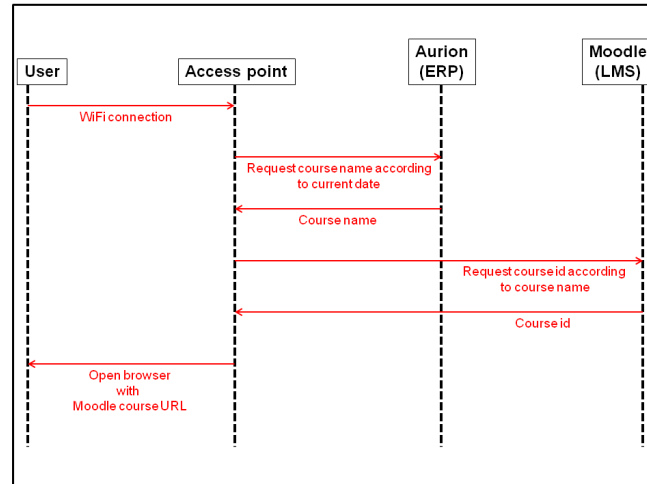 User
Access point
Aurion
(ERP)
Moodle
(LMS)
WiFi connection
Request course name according
to current date
Course name
Request course id according
to course name
Course id
Open browser
with
Moodle course URL